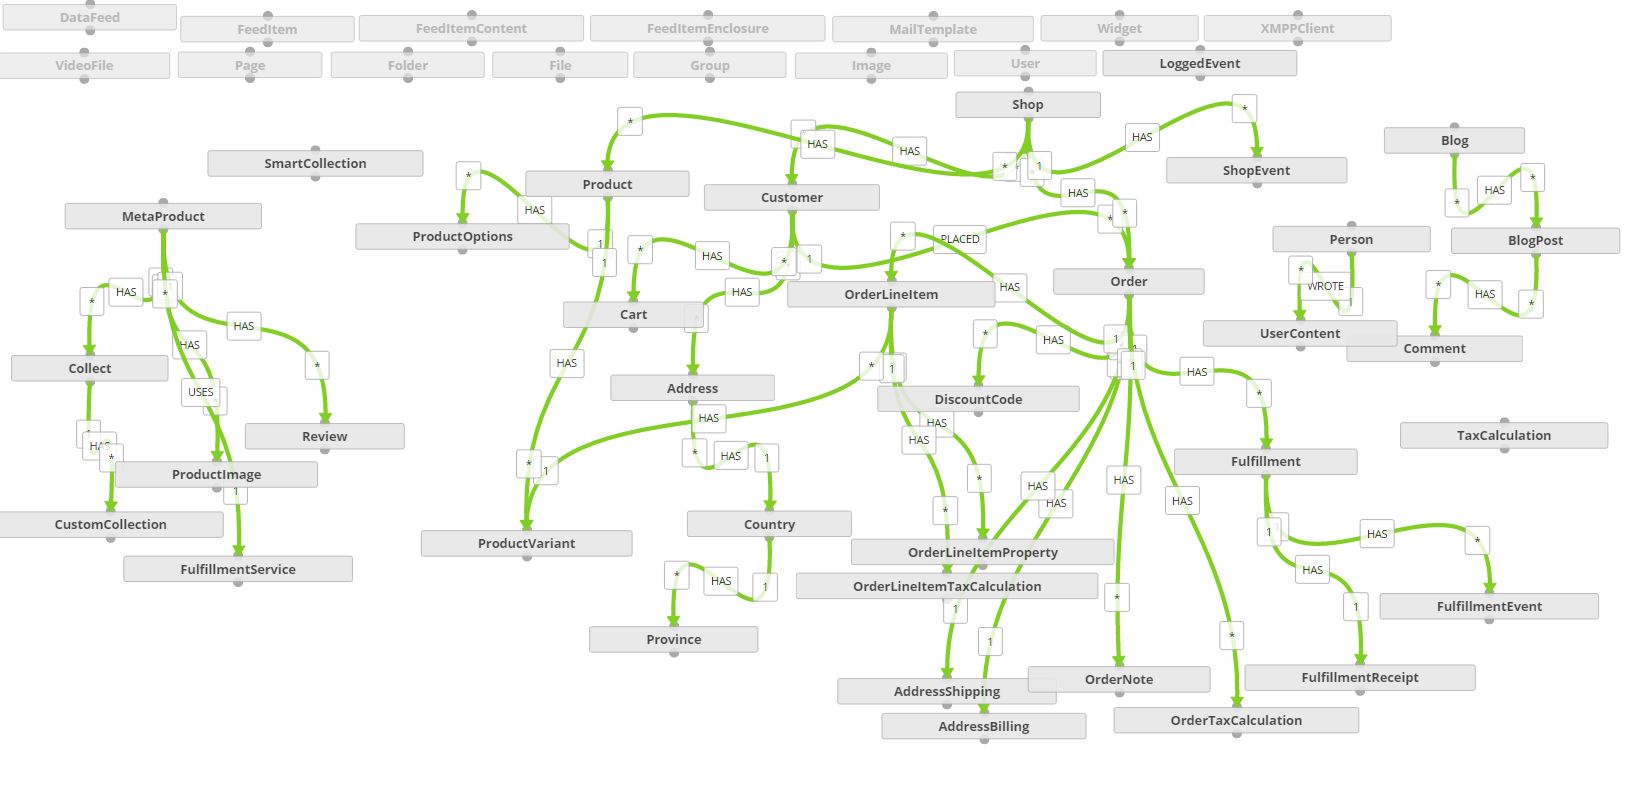 DataFeed
FeedItem
FeedItemContent
FeedItemEnclosure
MailTemplate
Widget
XMPPClient
VideoFile
Page
Folder
File
Group
Image
User
LoggedEvent
Shop
*
*
HAS
HAS
HAS
Blog
SmartCollection
*
1
ShopEvent
*
Product
HAS
*
HAS
*
Customer
*
*
MetaProduct
HAS
*
*
ProductOptions
1
*
HAS
*
1
*
PLACED
Person
BlogPost
1
*
*
HAS
HAS
Order
WROTE
*
HAS
*
HAS
OrderLineItem
1
*
Cart
HAS
*
HAS
UserContent
HAS
*
HAS
1
Comment
Collect
HAS
*
*
1
1
HAS
*
Address
USES
DiscountCode
*
HAS
HAS
Review
HAS
TaxCalculation
HAS
*
*
HAS
1
Fulfillment
ProductImage
*
1
*
HAS
HAS
HAS
1
HAS
*
CustomCollection
Country
1
HAS
*
ProductVariant
OrderLineItemProperty
FulfillmentService
*
HAS
1
OrderLineItemTaxCalculation
HAS
*
1
1
FulfillmentEvent
Province
1
*
OrderNote
FulfillmentReceipt
AddressShipping
AddressBilling
OrderTaxCalculation